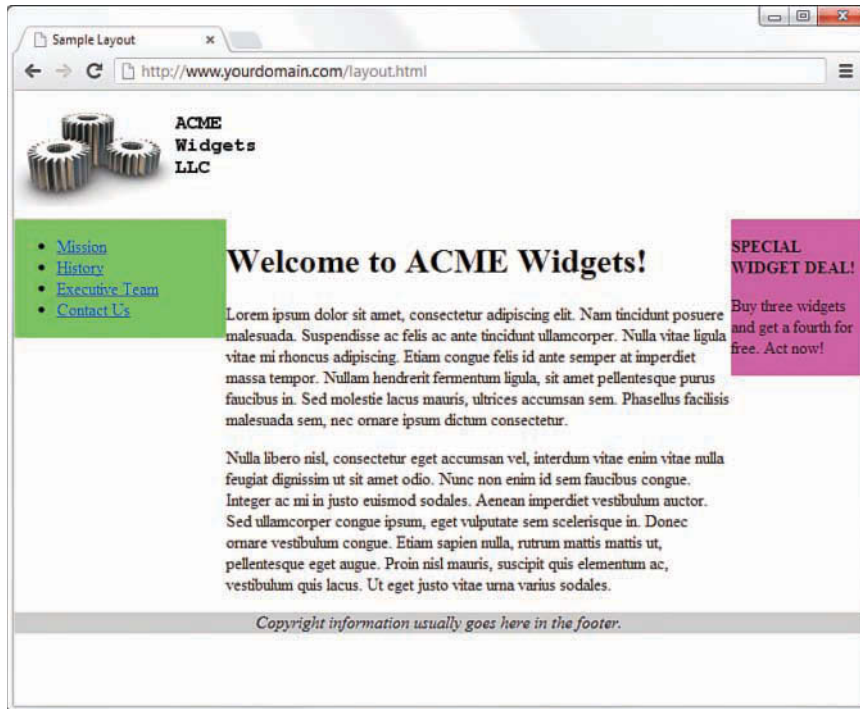 Sample Layout
http://www.yourdomain.com/layout.html
ACME
Widgets
LLC
Mission
History
Executive Team
Contact Us
Welcome to ACME Widgets!
Lorem ipsum dolor sit amet, consectetur adipiscing elit. Nam tincidunt posuere
malesuada. Suspendisse ac felis ac ante tincidunt ullamcorper. Nulla vitae ligula
vitae mi rhoncus adipiscing. Etiam congue felis id ante semper at imperdiet
massa tempor. Nullam hendrerit fermentum ligula, sit amet pellentesque purus
faucibus in. Sed molestie lacus mauris, ultrices accumsan sem. Phasellus facilisis
malesuada sem, nec ornare ipsum dictum consectetur.
Nulla libero nisl, consectetur eget accumsan vel, interdum vitae enim vitae nulla
feugiat dignissim ut sit amet odio. Nunc non enim id sem faucibus congue.
Integer ac mi in justo euismod sodales. Aenean imperdiet vestibulum auctor.
Sed ullamcorper congue ipsum, eget vulputate sem scelerisque in. Donec
ornare vestibulum congue. Etiam sapien nulla, rutrum mattis mattis ut,
pellentesque eget augue. Proin nisl mauris, suscipit quis elementum ac,
vestibulum quis lacus. Ut eget justo vitae urna varius sodales.
SPECIAL
WIDGET DEAL!
Buy three widgets
and get a fourth for
free. Act now!
Copyright information usually goes here in the footer.